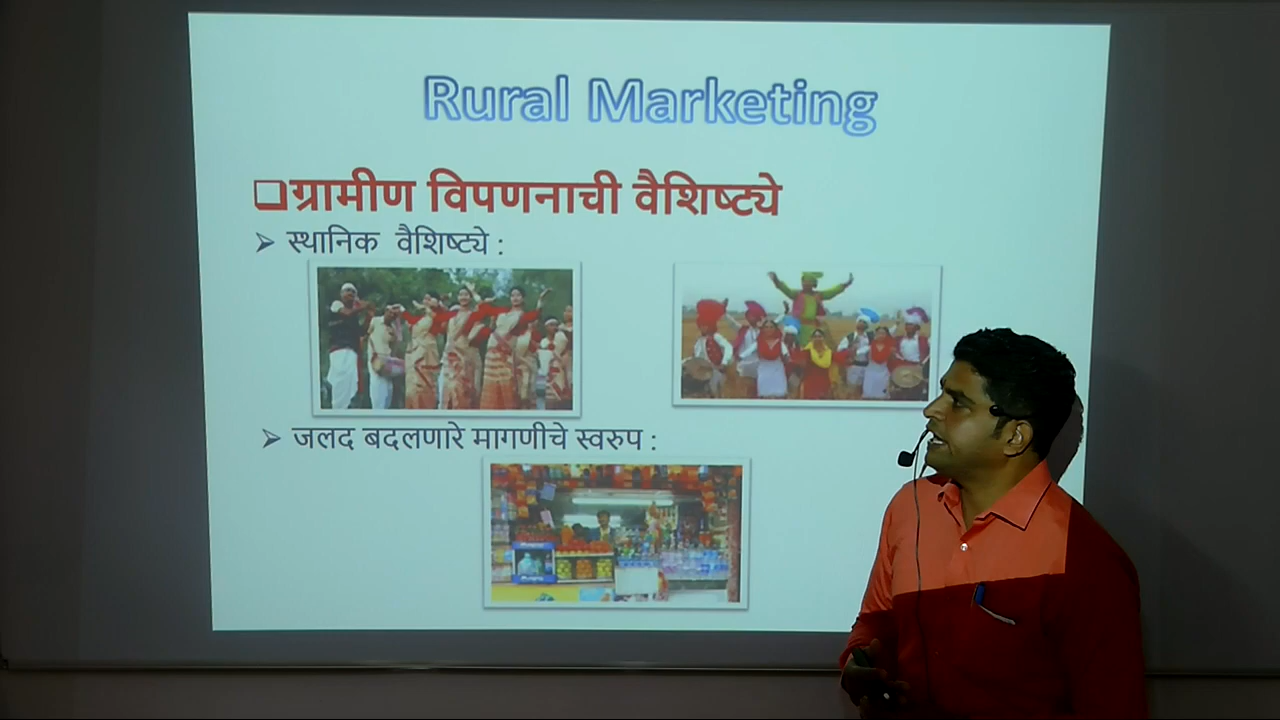 Rural Marketing
❑ग्रामीण विपणनाची वैशिष्ट्ये
➢ स्थानिक वैशिष्ट्ये :
➢ जलद बदलणारे मागणीचे स्वरुप :